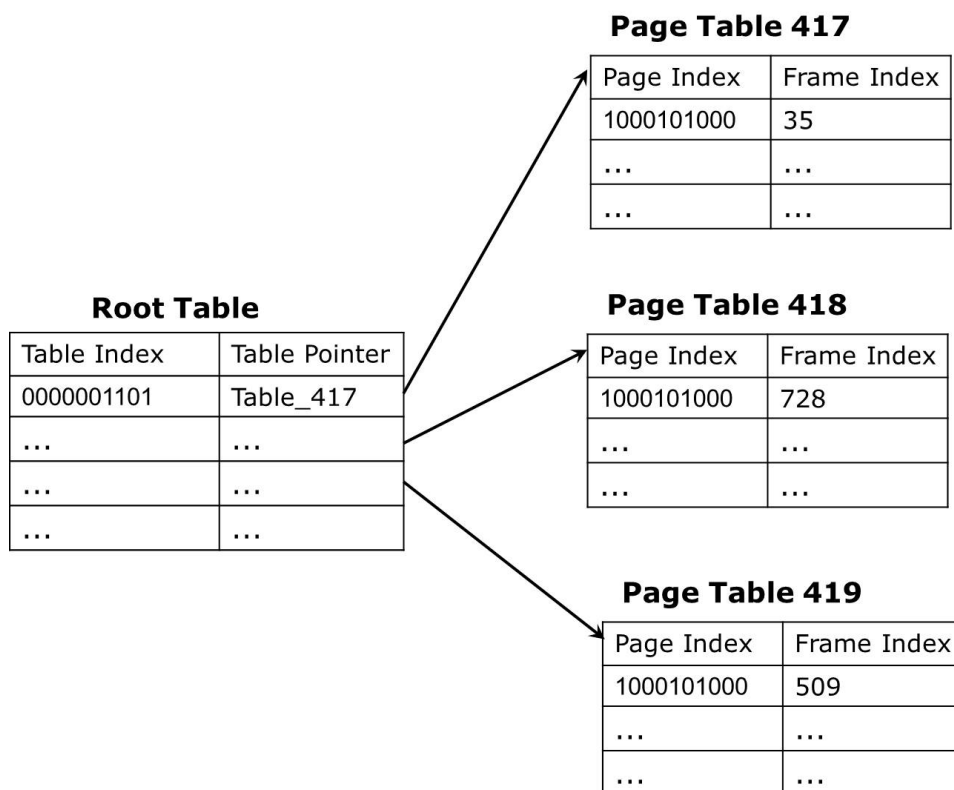 Page Table 417
Page Index Frame Index
1000101000 35
... ...
... ...
Root Table
Table Index Table Pointer
0000001101 Table_417
... ...
... ...
... ...
Page Table 418
Page Index Frame Index
1000101000 728
... ...
... ...
Page Table 419
Page Index Frame Index
1000101000 509
... ...
... ...